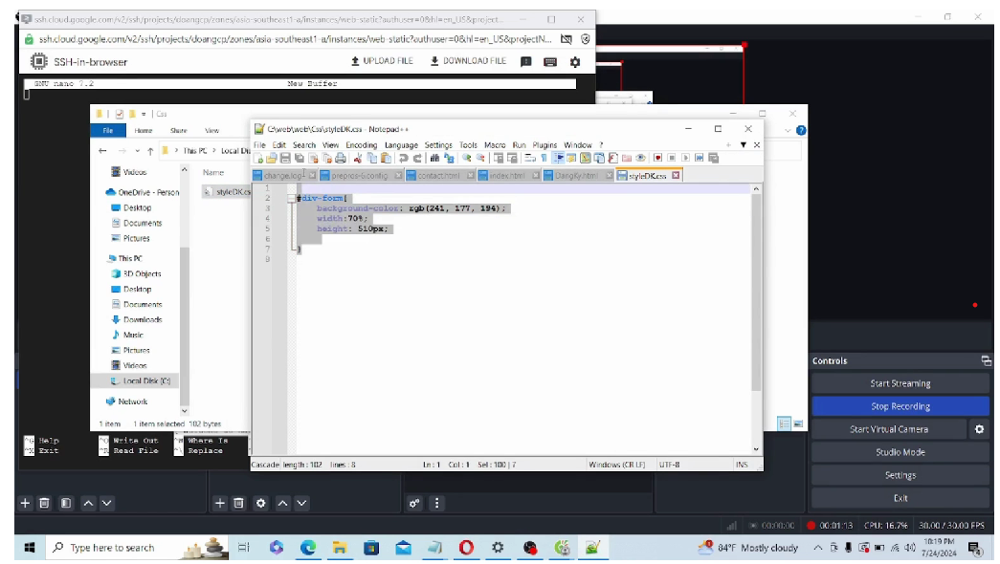 ssh.cloud.google.com/v2/ssh/projects/doangcp/zones/asia-southeast1-a/instances/web-static?authuser=0&hl=en_US&project...
ssh.cloud.google.com/v2/ssh/projects/doangcp/zones/asia-southeast1-a/instances/web-static?authuser=0&hl=en_US&projectN...
SSH-in-browser
UPLOAD FILE
DOWNLOAD FILE
GNU nano 7.2
New Buffer
Css
File
Home
Share
View
This PC > Local Di
Videos
OneDrive - Person
Desktop
Documents
Pictures
This PC
3D Objects
Desktop
Documents
Downloads
Music
Pictures
Videos
Local Disk (C:)
Network
Name
styleDK.cs
1 item
1 item selected 102 bytes
C:\web\web\Css\styleDK.css - Notepad++
File Edit Search View Encoding Language Settings Tools Macro Run Plugins Window ?
change.log
prepros-6.config
contact.html
index.html
Dangky.html
styleDK.css
1
2 #div-form{
3 background-color: rgb(241, 177, 194);
4 width:70%;
5 height: 510px;
6
7 }
8
Cascade length : 102 lines : 8
Ln : 1 Col : 1 Sel : 100 | 7
Windows (CR LF)
UTF-8
INS
^G Help
^O Write Out
^W Where Is
^X Exit
^R Read File
^\ Replace
Controls
Start Streaming
Stop Recording
Start Virtual Camera
Studio Mode
Settings
Exit
00:00:00
00:01:13
CPU: 16.7%
30.00 / 30.00 FPS
Type here to search
84°F Mostly cloudy
10:19 PM
7/24/2024
4